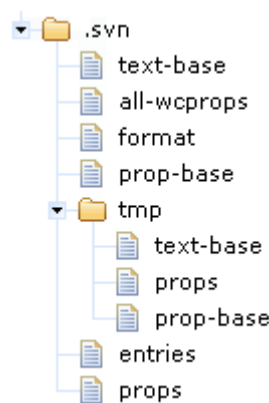 .svn
text-base
all-wcprops
format
prop-base
tmp
text-base
props
prop-base
entries
props